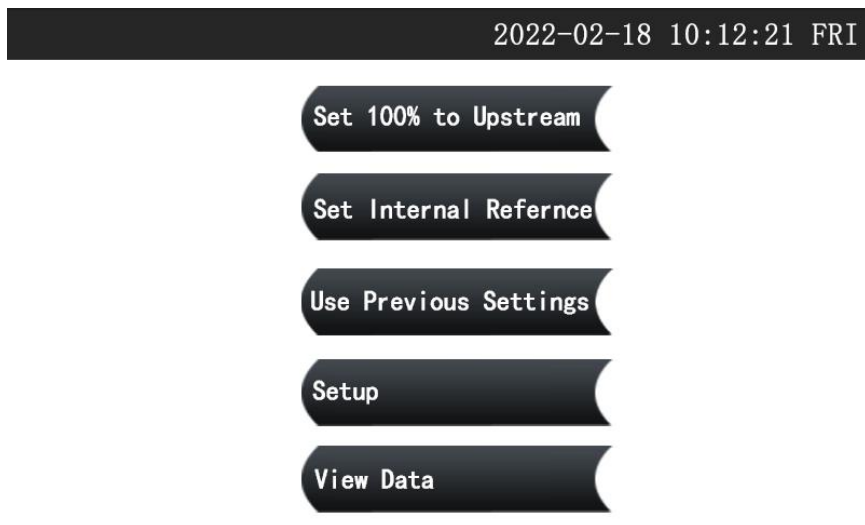 2022-02-18 10:12:21 FRI
Set 100% to Upstream
Set Internal Refernce
Use Previous Settings
Setup
View Data